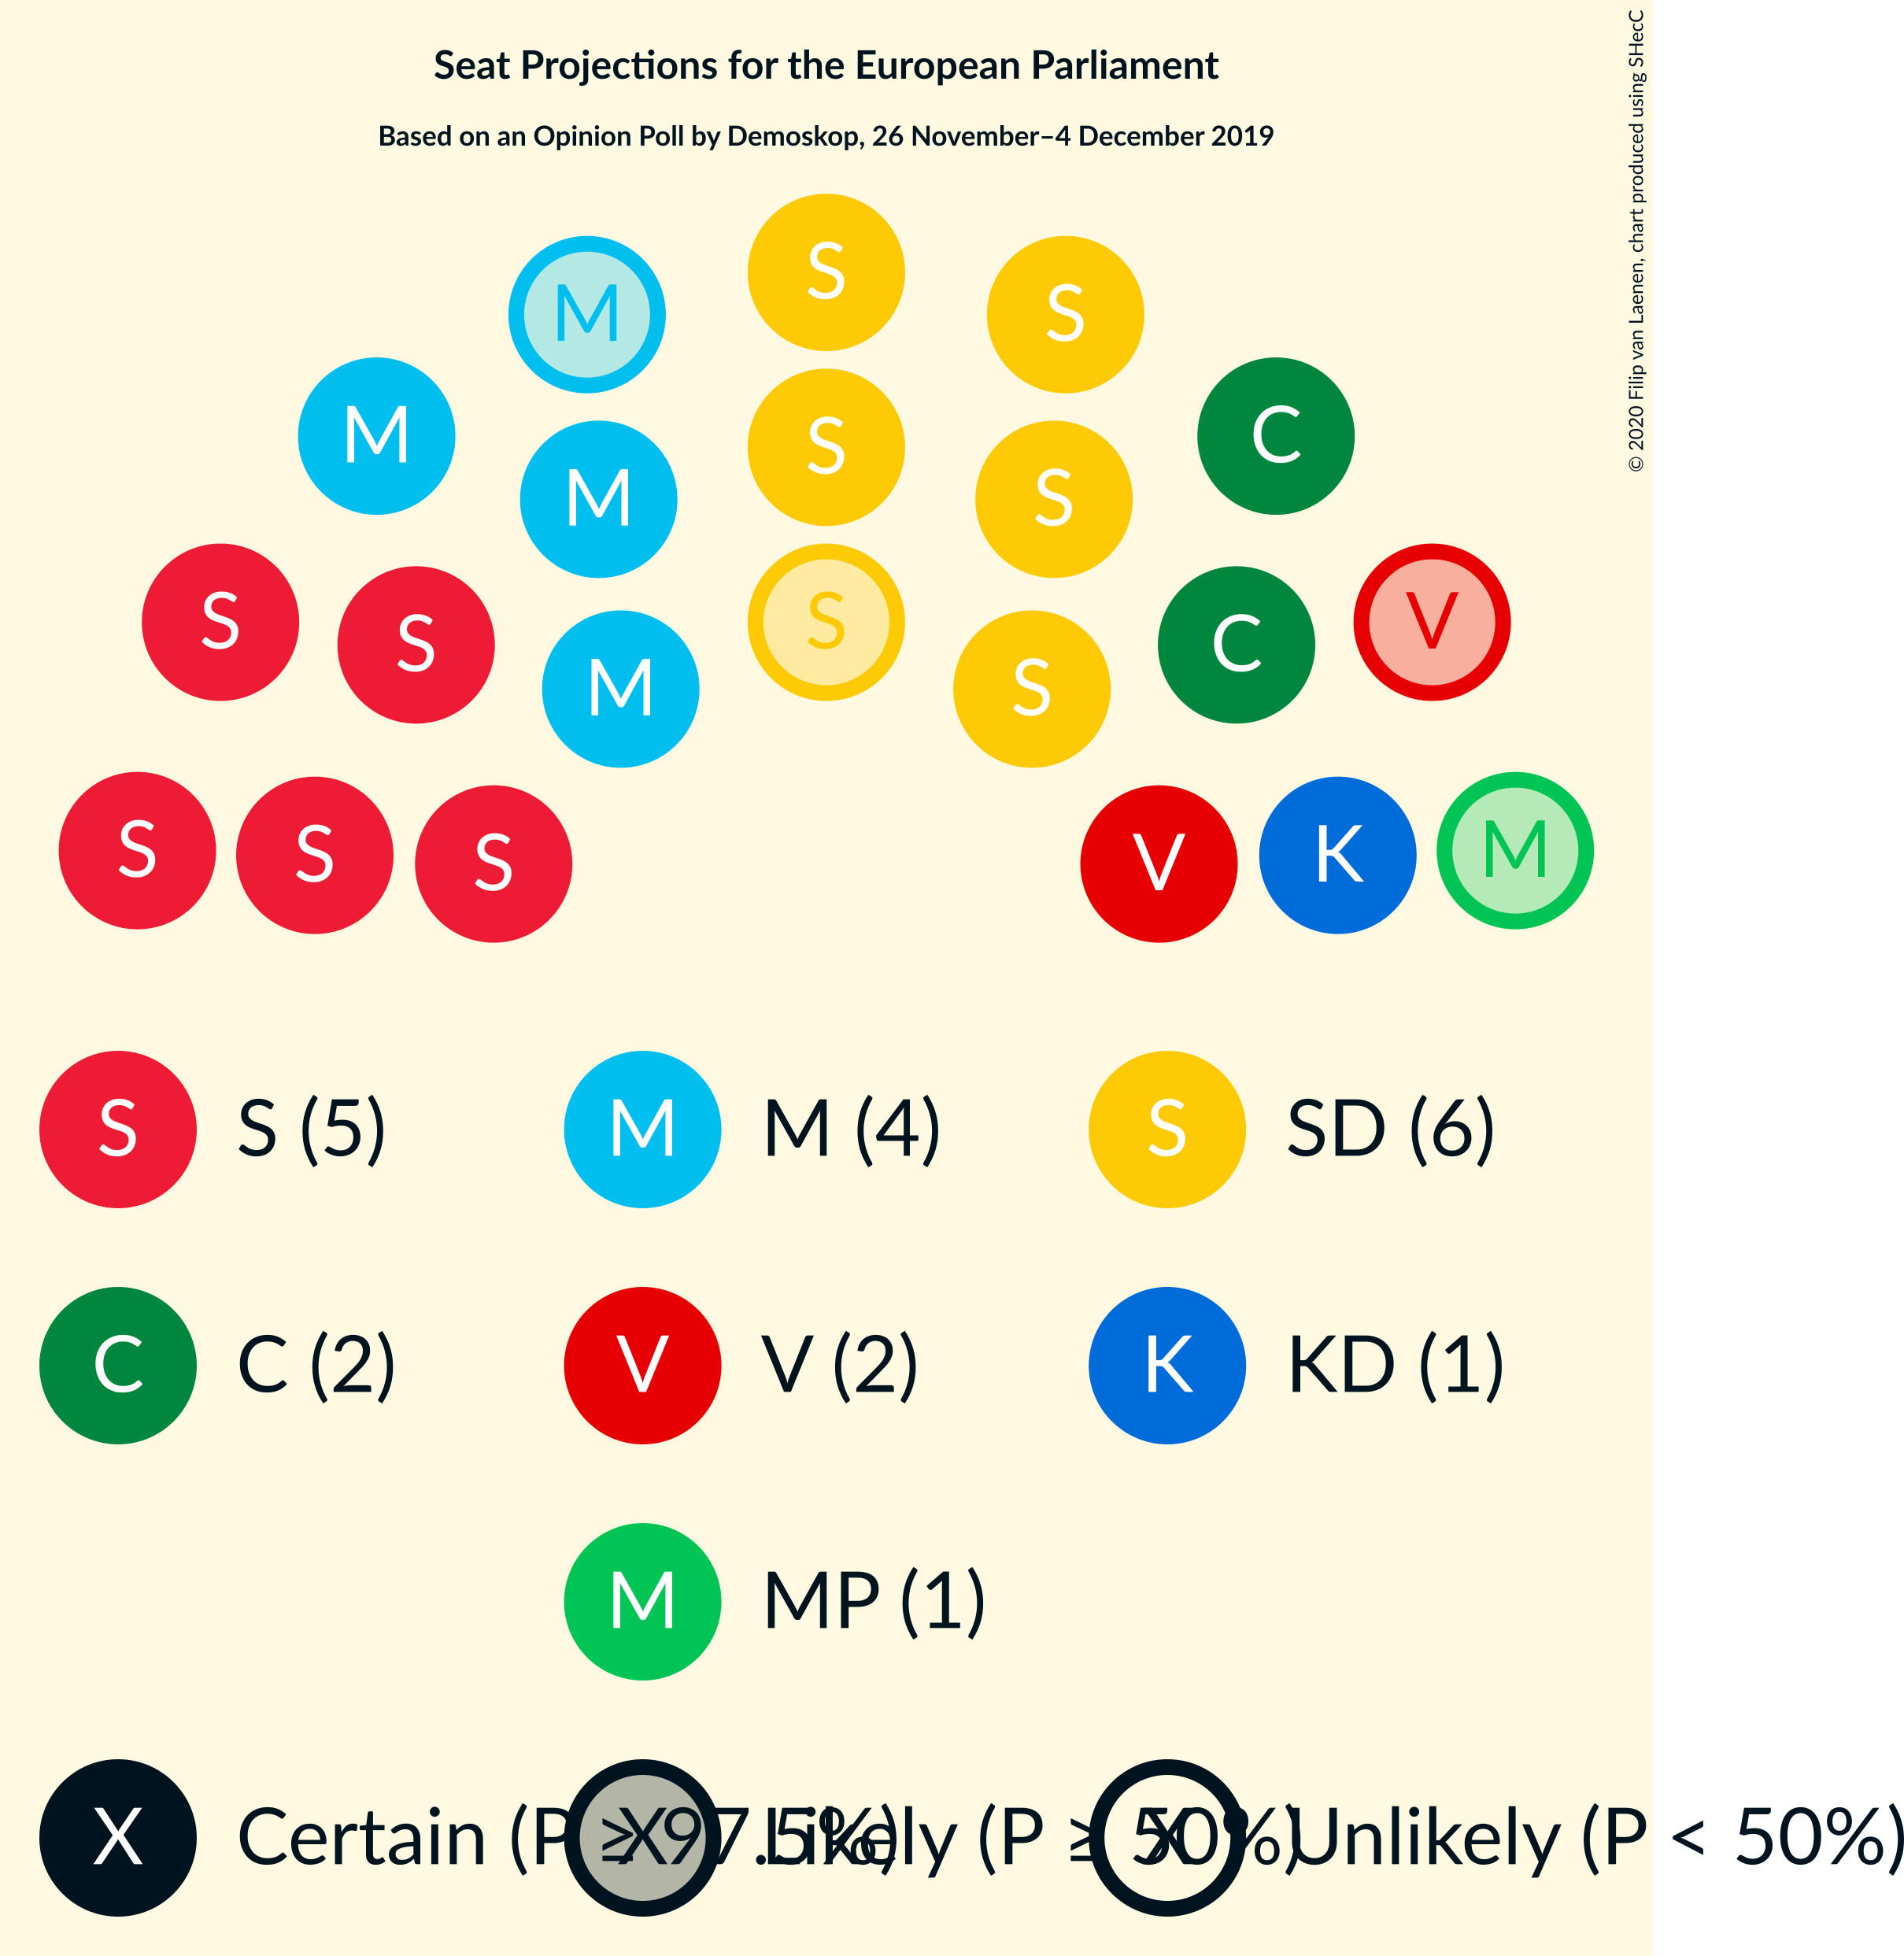 Seat Projections for the European Parliament
Based on an Opinion Poll by Demoskop, 26 November–4 December 2019
© 2020 Filip van Laenen, chart produced using SHecC
S
M S
M C
S M
S
C V
S M
S
S
S
S S S V K M
S S (5) M M (4) S SD (6)
C C (2) V V (2) K KD (1)
M MP (1)
X Certain (P ≥ 97.5%) X Likely (P ≥ 50%) X Unlikely (P < 50%)